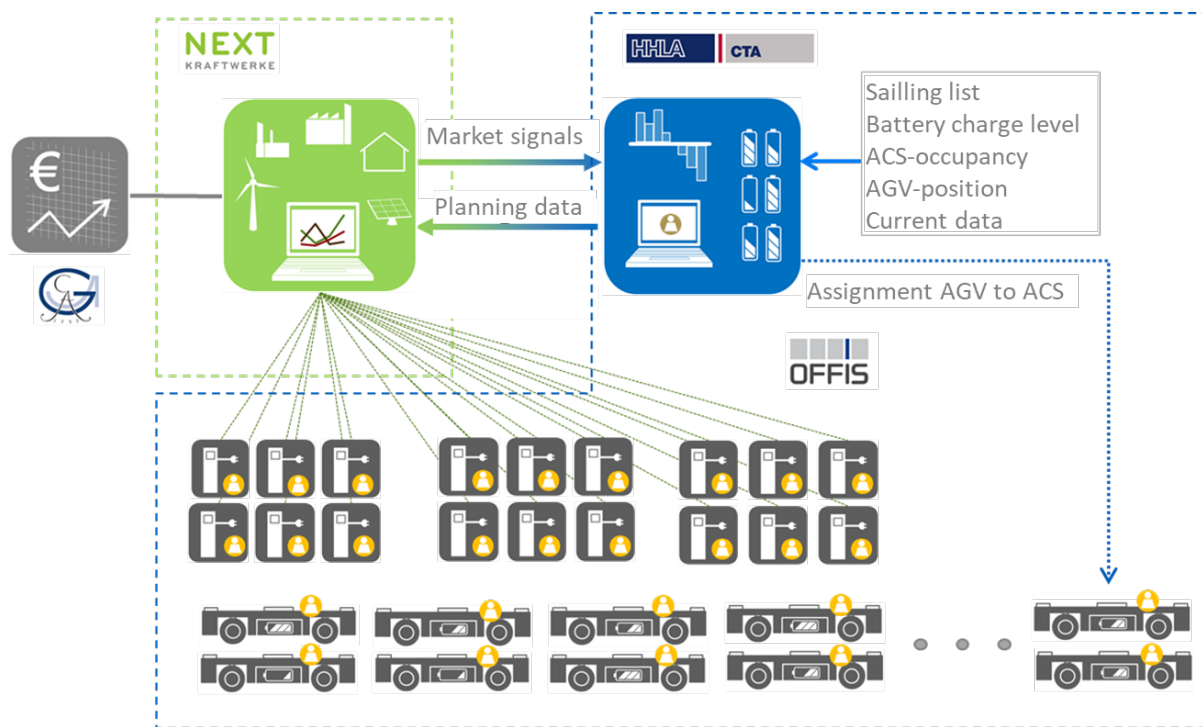 NEXT
KRAFTWERKE
HHLA CTA
Sailling list
Battery charge level
ACS-occupancy
AGV-position
Current data
Market signals
€
Planning data
Assignment AGV to ACS
OFFIS